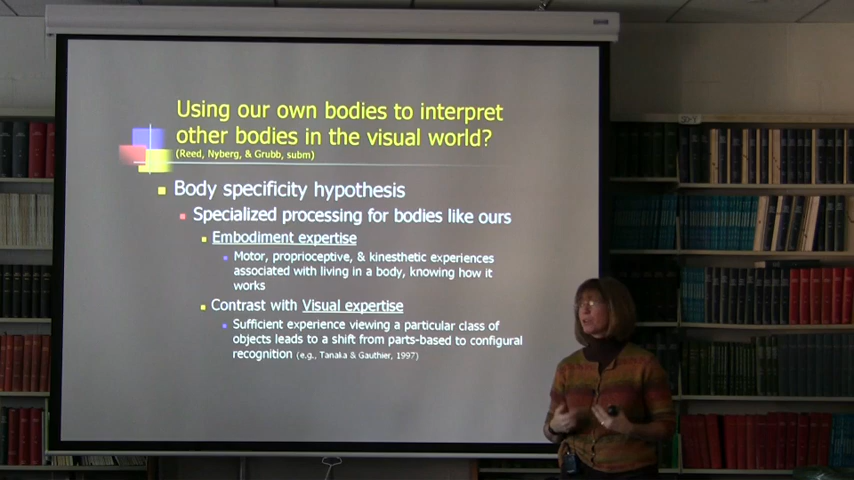 Using our own bodies to interpret
other bodies in the visual world?
(Reed, Nyberg, & Grubb, subm)
Body specificity hypothesis
Specialized processing for bodies like ours
Embodiment expertise
Motor, proprioceptive, & kinesthetic experiences
associated with living in a body, knowing how it
works
Contrast with Visual expertise
Sufficient experience viewing a particular class of
objects leads to a shift from parts-based to configural
recognition (e.g., Tanaka & Gauthier, 1997)